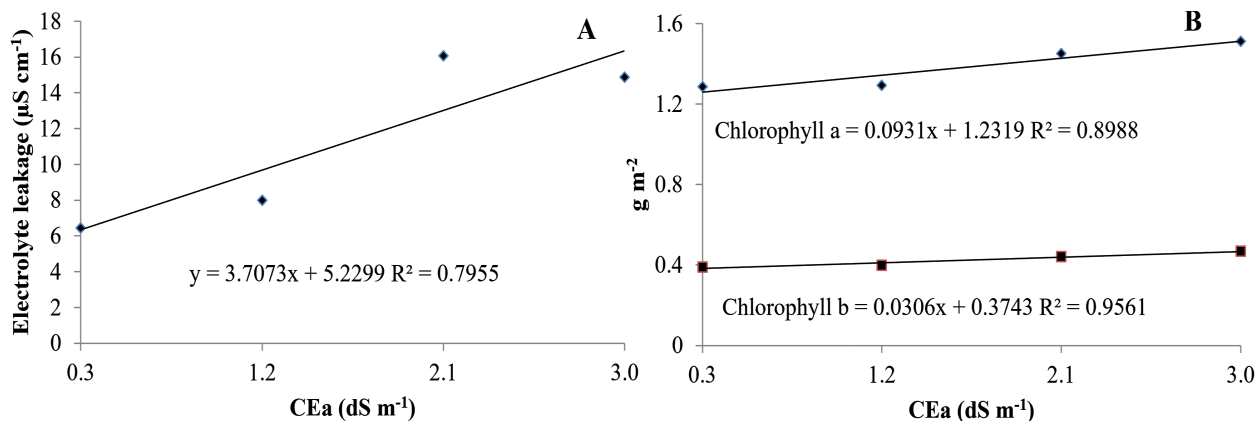 A
Electrolyte leakage (µS cm⁻¹)
18
16
14
12
10
8
6
4
2
0
y = 3.7073x + 5.2299 R² = 0.7955
0.3 1.2 2.1 3.0
CEa (dS m⁻¹)
B
g m⁻²
1.6
1.2
0.8
0.4
0
Chlorophyll a = 0.0931x + 1.2319 R² = 0.8988
Chlorophyll b = 0.0306x + 0.3743 R² = 0.9561
0.3 1.2 2.1 3.0
CEa (dS m⁻¹)